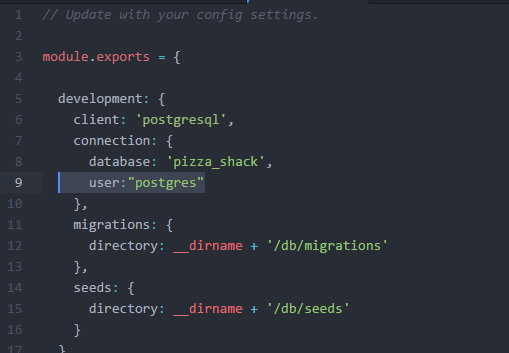 1 // Update with your config settings.
2
3 module.exports = {
4
5   development: {
6     client: 'postgresql',
7     connection: {
8       database: 'pizza_shack',
9       user:"postgres"
10     },
11     migrations: {
12       directory: __dirname + '/db/migrations'
13     },
14     seeds: {
15       directory: __dirname + '/db/seeds'
16     }
17   }